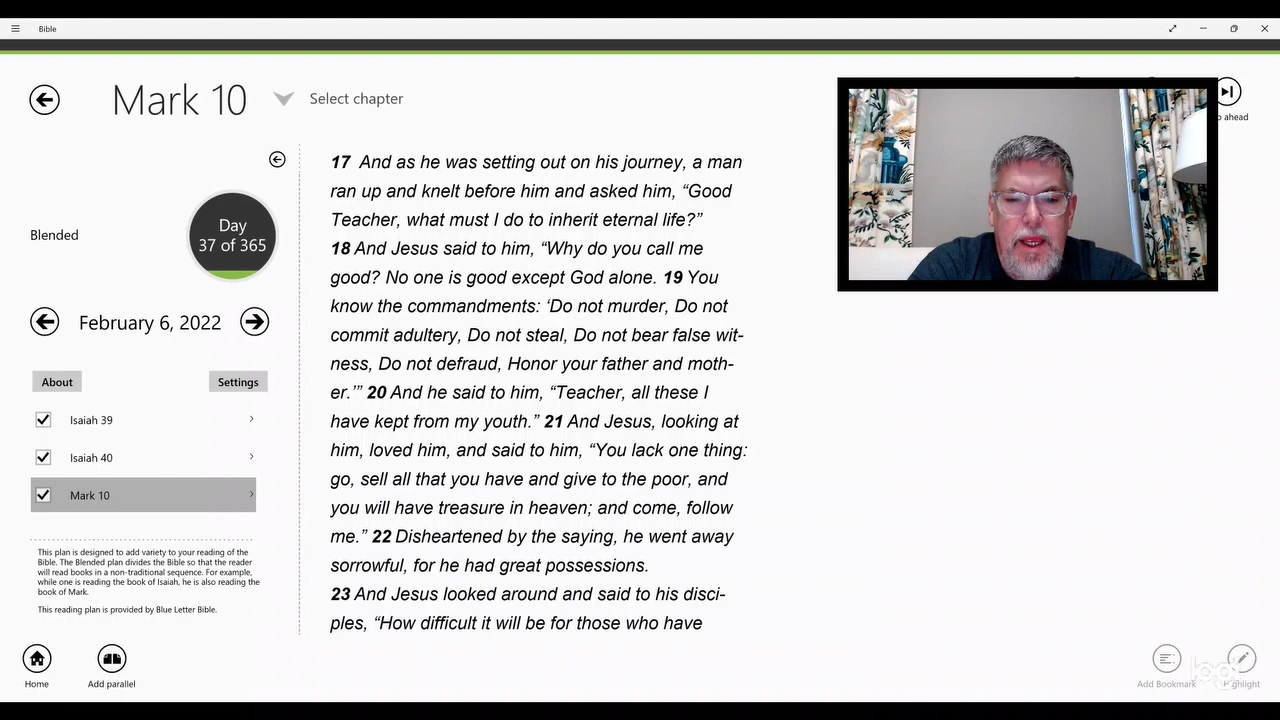 Bible
Mark 10
Select chapter
ahead
Blended
Day
37 of 365
February 6, 2022
About
Settings
Isaiah 39
Isaiah 40
Mark 10
This plan is designed to add variety to your reading of the
Bible. The Blended plan divides the Bible so that the reader
will read books in a non-traditional sequence. For example,
while one is reading the book of Isaiah, he is also reading the
book of Mark.
This reading plan is provided by Blue Letter Bible.
Home
Add parallel
17 And as he was setting out on his journey, a man
ran up and knelt before him and asked him, “Good
Teacher, what must I do to inherit eternal life?”
18 And Jesus said to him, “Why do you call me
good? No one is good except God alone. 19 You
know the commandments: ‘Do not murder, Do not
commit adultery, Do not steal, Do not bear false wit-
ness, Do not defraud, Honor your father and moth-
er.’” 20 And he said to him, “Teacher, all these I
have kept from my youth.” 21 And Jesus, looking at
him, loved him, and said to him, “You lack one thing:
go, sell all that you have and give to the poor, and
you will have treasure in heaven; and come, follow
me.” 22 Disheartened by the saying, he went away
sorrowful, for he had great possessions.
23 And Jesus looked around and said to his disci-
ples, “How difficult it will be for those who have
Add Bookmark
Highlight
logi